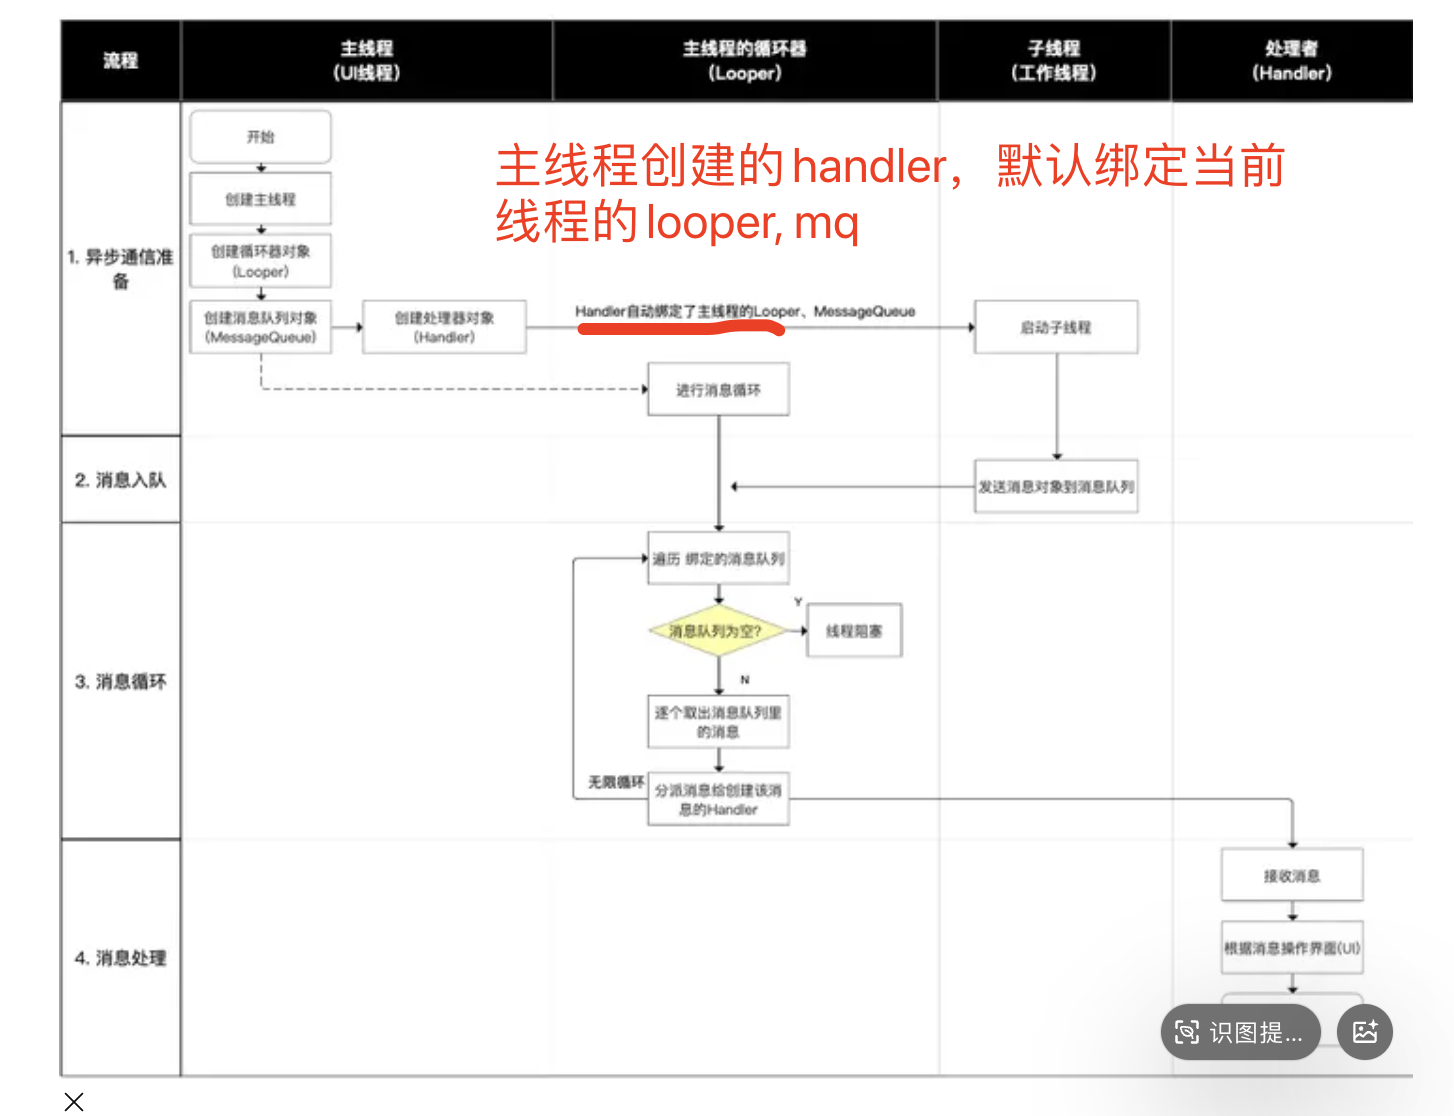 流程
主线程
(UI线程)
主线程的循环器
(Looper)
子线程
(工作线程)
处理者
(Handler)
1. 异步通信准
备
开始
创建主线程
创建循环器对象
(Looper)
创建消息队列对象
(MessageQueue)
创建处理器对象
(Handler)
主线程创建的handler，默认绑定当前
线程的looper, mq
Handler自动绑定了主线程的Looper、MessageQueue
启动子线程
进行消息循环
2. 消息入队
发送消息对象到消息队列
3. 消息循环
遍历 绑定的消息队列
消息队列为空?
Y
线程阻塞
N
逐个取出消息队列里
的消息
无限循环
分派消息给创建该消
息的Handler
4. 消息处理
接收消息
根据消息操作界面(UI)
识图提...